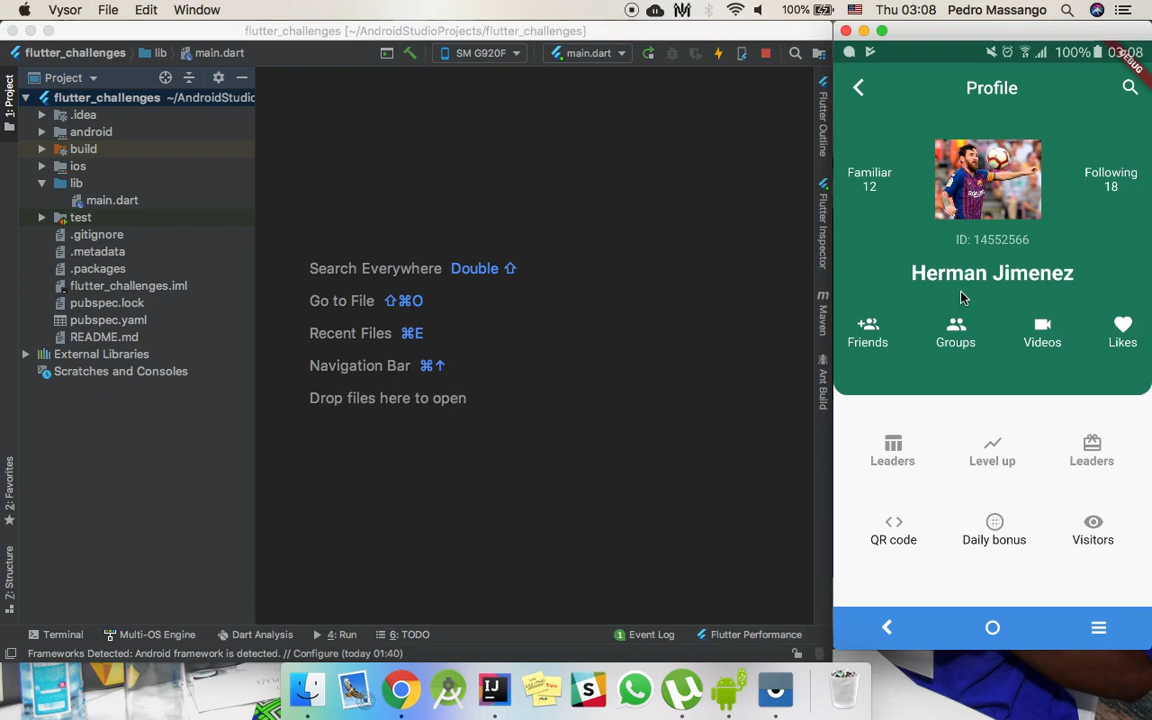 Vysor File Edit Window 100% Thu 03:08 Pedro Massango
flutter_challenges [~/AndroidStudioProjects/flutter_challenges]
flutter_challenges lib main.dart SM G920F main.dart
Project
flutter_challenges ~/AndroidStudio
.idea
android
build
ios
lib
main.dart
test
.gitignore
.metadata
.packages
flutter_challenges.iml
pubspec.lock
pubspec.yaml
README.md
External Libraries
Scratches and Consoles
1: Project
2: Favorites
Z: Structure
Search Everywhere Double ⇧
Go to File ⇧⌘O
Recent Files ⌘E
Navigation Bar ⌘↑
Drop files here to open
Flutter Outline
Flutter Inspector
m Maven
Ant Build
Terminal Multi-OS Engine Dart Analysis 4: Run 6: TODO 1 Event Log Flutter Performance
Frameworks Detected: Android framework is detected. // Configure (today 01:40)
100% 03:08
DEBUG
Profile
Familiar
12
Following
18
ID: 14552566
Herman Jimenez
Friends Groups Videos Likes
Leaders Level up Leaders
QR code Daily bonus Visitors